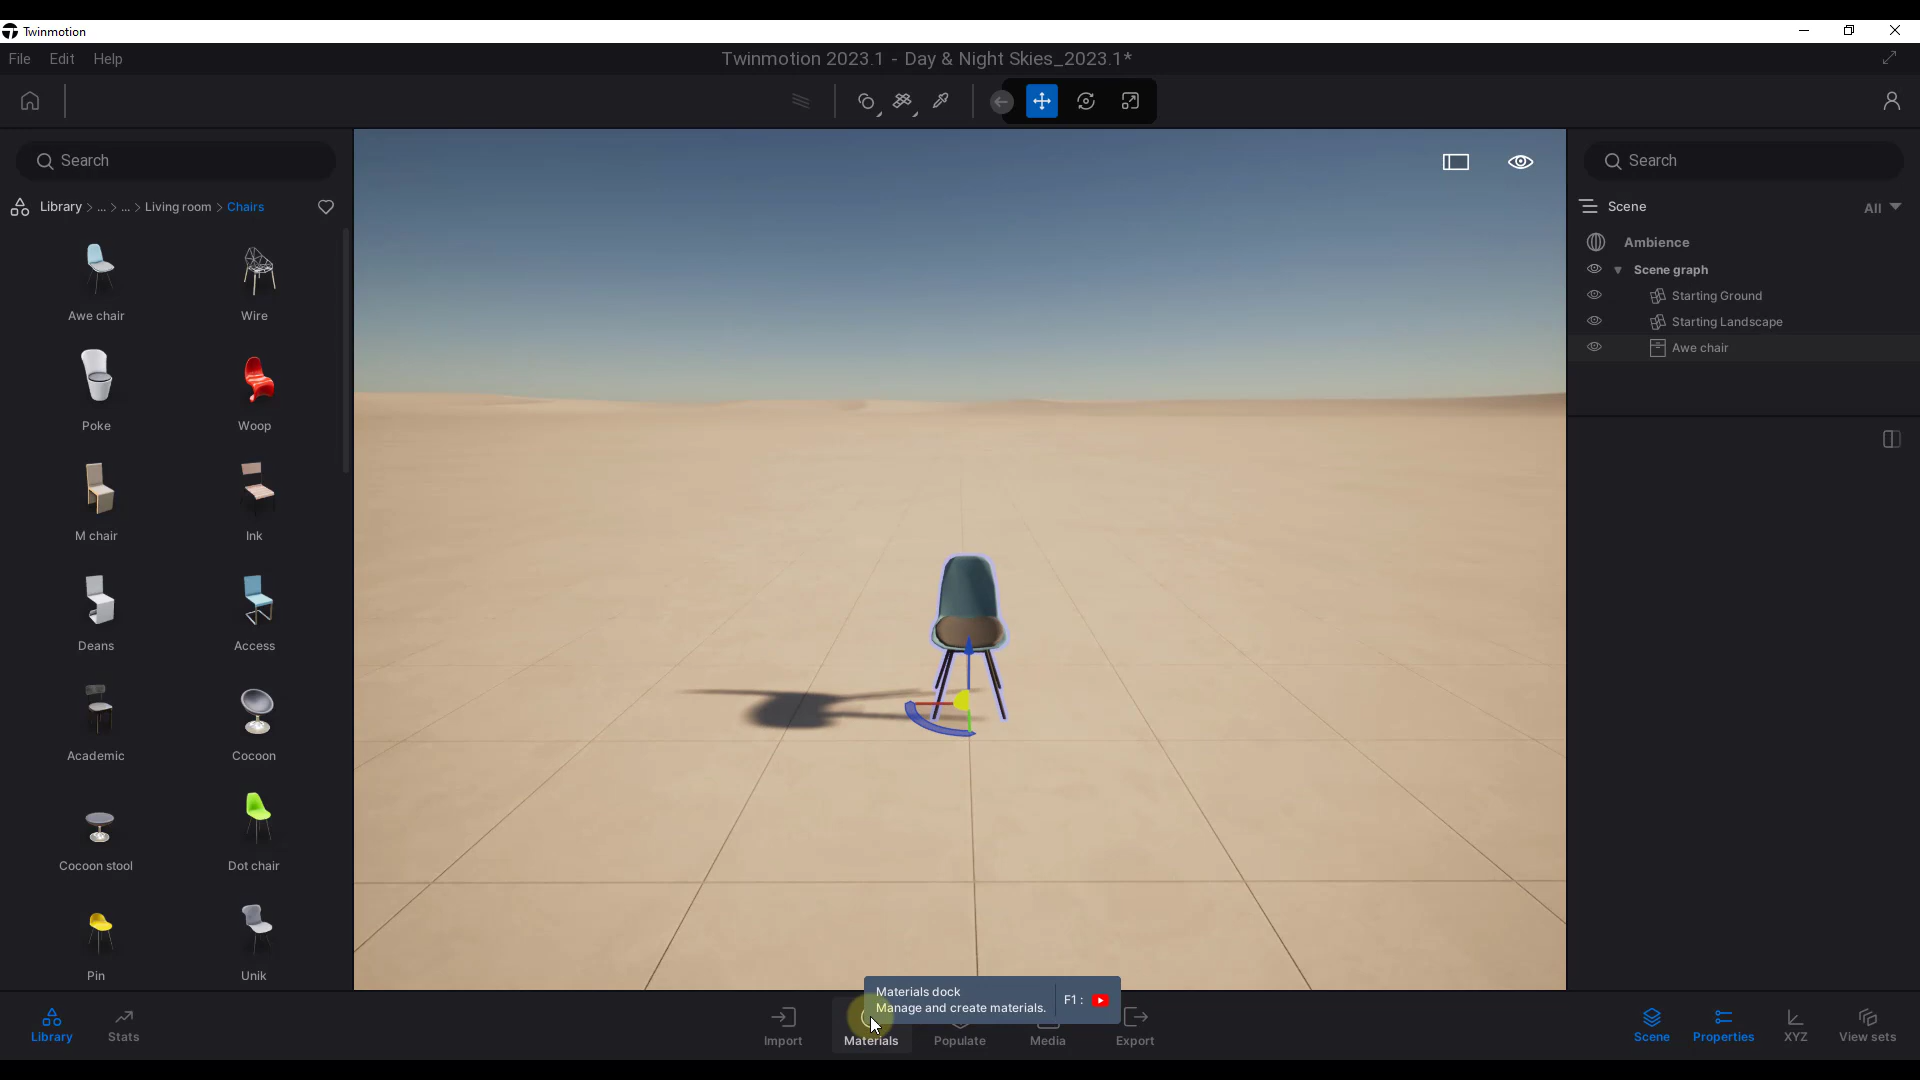 Twinmotion
File Edit Help
Twinmotion 2023.1 - Day & Night Skies_2023.1*
Search
Library > ... > ... > Living room > Chairs
Awe chair
Wire
Poke
Woop
M chair
Ink
Deans
Access
Academic
Cocoon
Cocoon stool
Dot chair
Pin
Unik
Search
Scene
All
Ambience
Scene graph
Starting Ground
Starting Landscape
Awe chair
Materials dock
Manage and create materials.
F1 :
Library
Stats
Import
Materials
Populate
Media
Export
Scene
Properties
XYZ
View sets